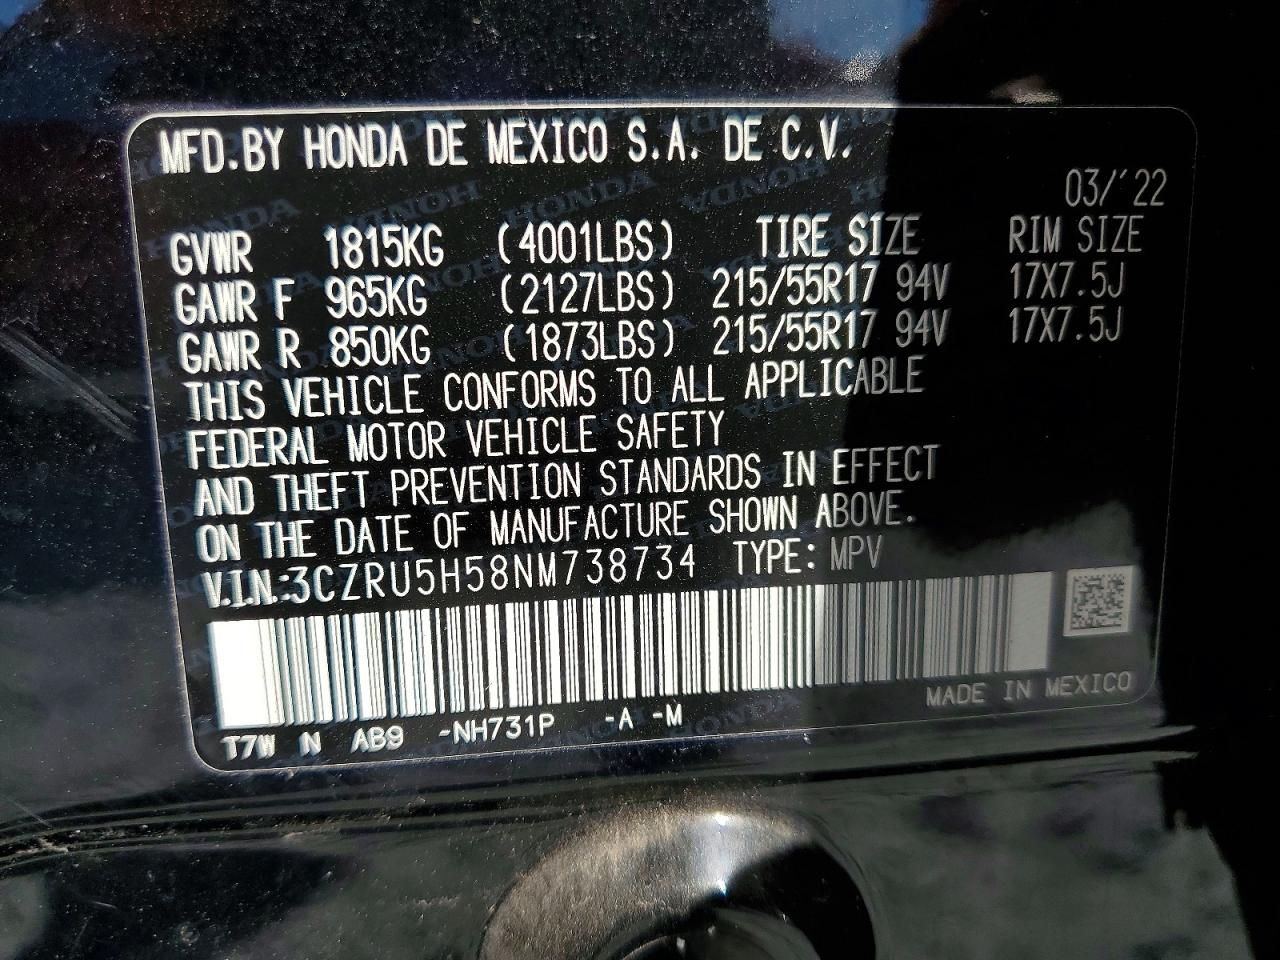 MFD.BY HONDA DE MEXICO S.A. DE C.V.
03/'22
GVWR 1815KG (4001LBS) TIRE SIZE RIM SIZE
GAWR F 965KG (2127LBS) 215/55R17 94V 17X7.5J
GAWR R 850KG (1873LBS) 215/55R17 94V 17X7.5J
THIS VEHICLE CONFORMS TO ALL APPLICABLE
FEDERAL MOTOR VEHICLE SAFETY
AND THEFT PREVENTION STANDARDS IN EFFECT
ON THE DATE OF MANUFACTURE SHOWN ABOVE.
V.I.N.:3CZRU5H58NM738734 TYPE: MPV
MADE IN MEXICO
T7W N AB9 -NH731P -A -M